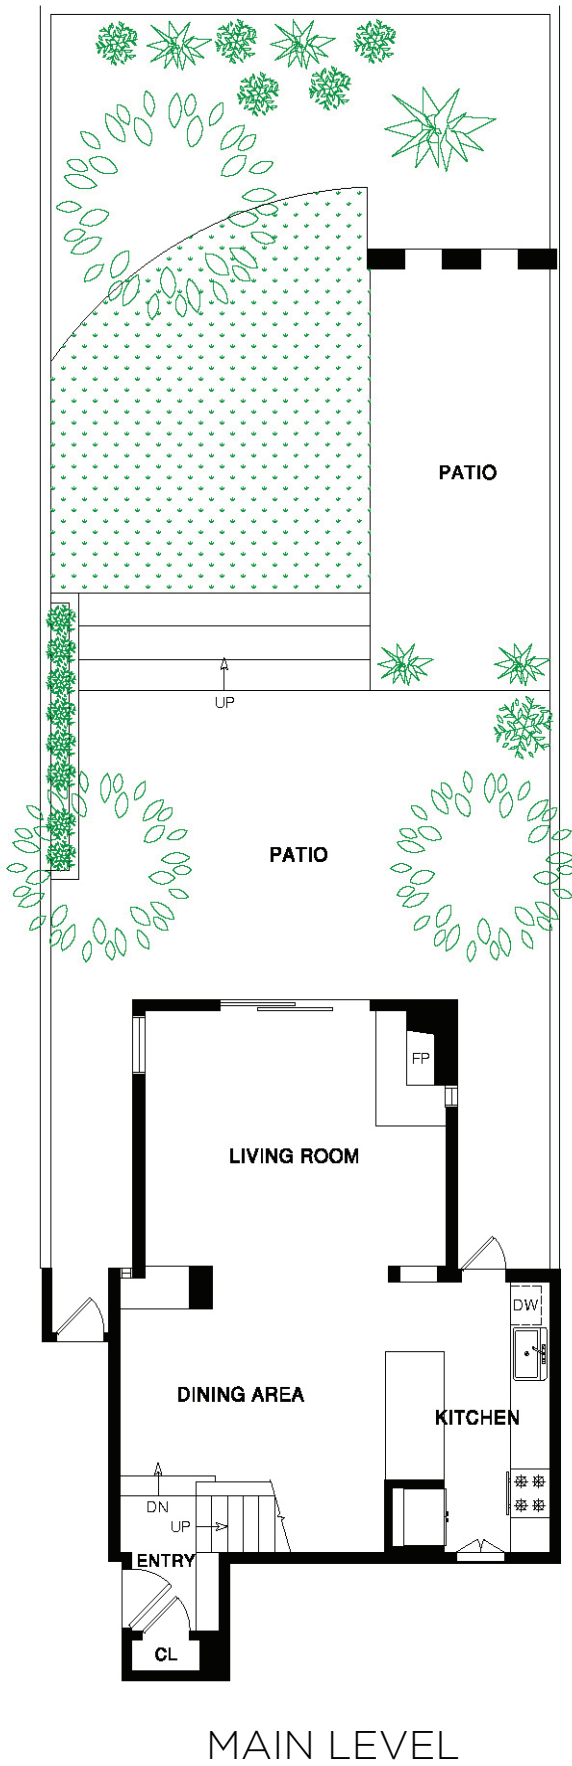 PATIO
UP
PATIO
FP
LIVING ROOM
DW
DINING AREA
KITCHEN
DN
UP
ENTRY
CL
MAIN LEVEL